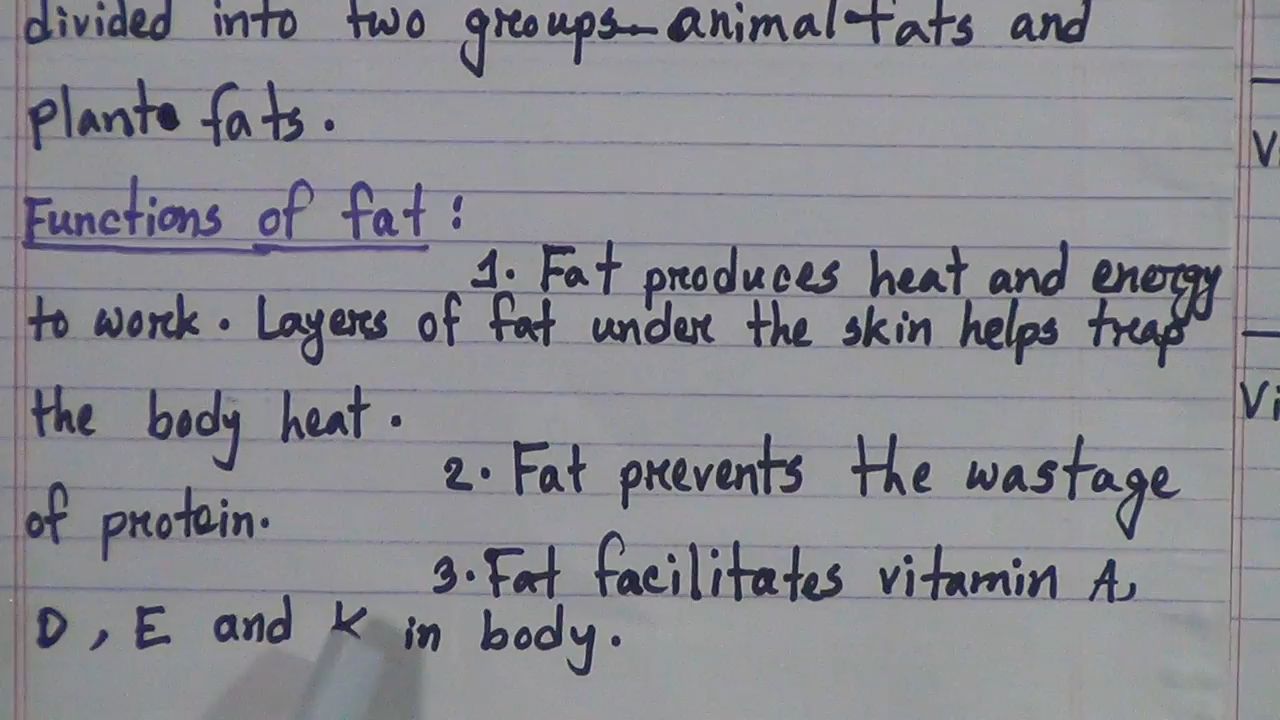 divided into two groups- animal fats and
plant fats.
Functions of fat:
1. Fat produces heat and energy
to work. Layers of fat under the skin helps trap
the body heat.
2. Fat prevents the wastage
of protein.
3. Fat facilitates vitamin A,
D, E and K in body.